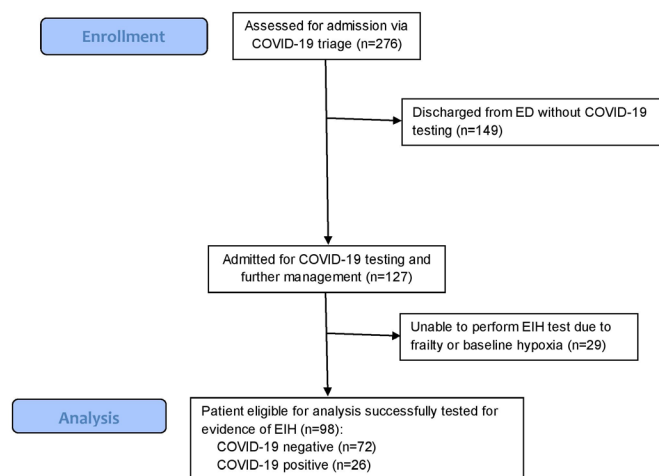 Enrollment
Assessed for admission via
COVID-19 triage (n=276)
Discharged from ED without COVID-19
testing (n=149)
Admitted for COVID-19 testing and
further management (n=127)
Unable to perform EIH test due to
frailty or baseline hypoxia (n=29)
Analysis
Patient eligible for analysis successfully tested for
evidence of EIH (n=98):
COVID-19 negative (n=72)
COVID-19 positive (n=26)